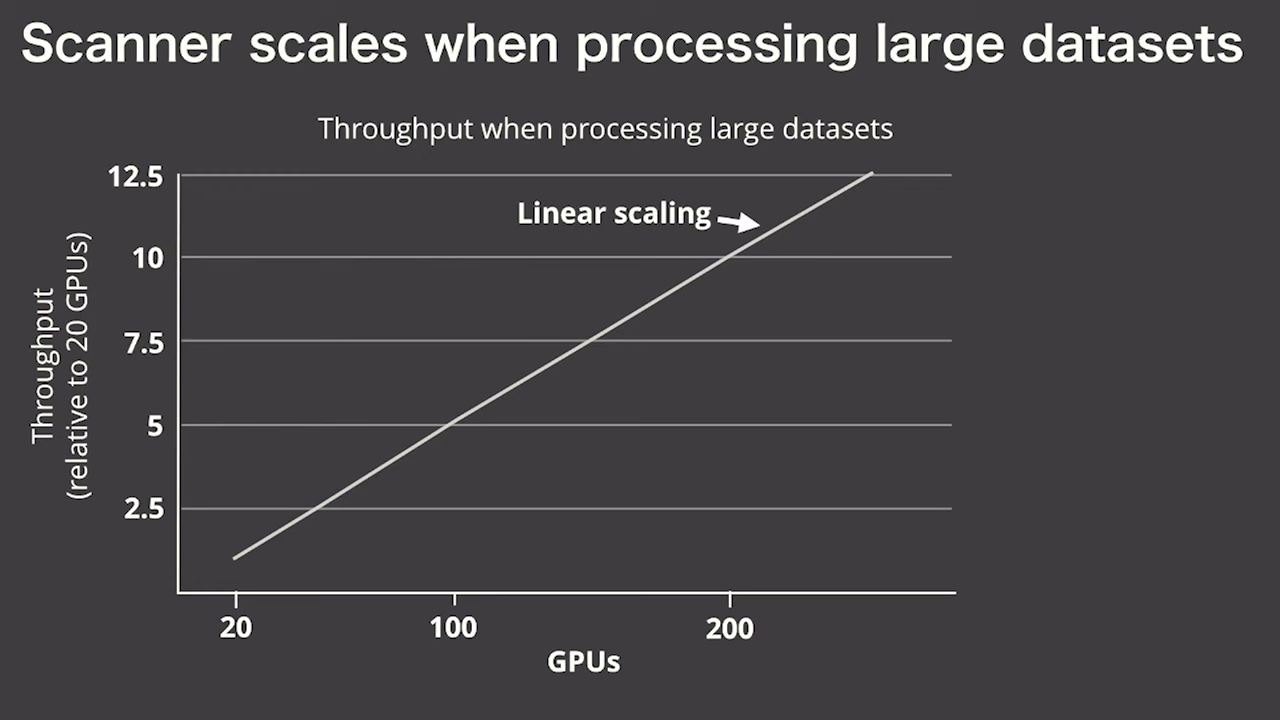 Scanner scales when processing large datasets
Throughput when processing large datasets
Throughput
(relative to 20 GPUs)
12.5
10
7.5
5
2.5
Linear scaling
20
100
200
GPUs